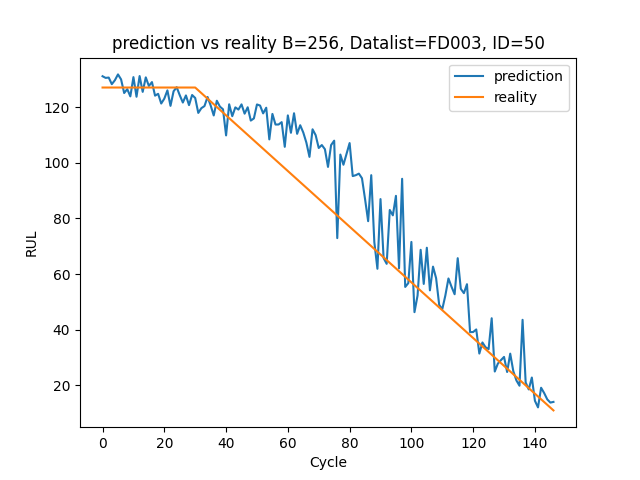 prediction vs reality B=256, Datalist=FD003, ID=50
prediction
reality
RUL
120
100
80
60
40
20
0 20 40 60 80 100 120 140
Cycle